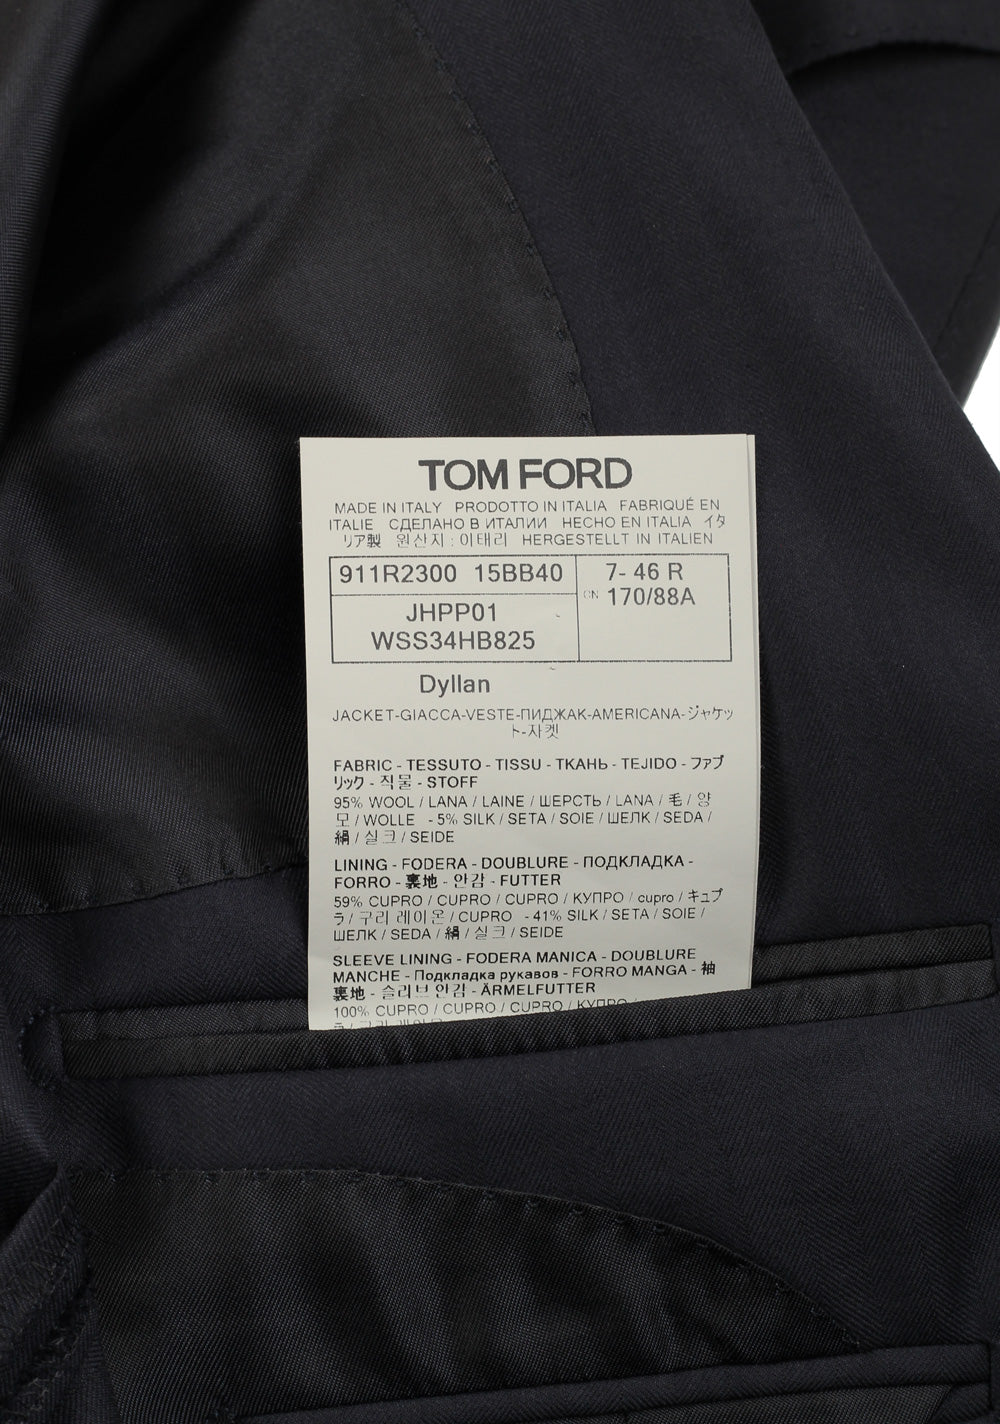 TOM FORD
MADE IN ITALY PRODOTTO IN ITALIA FABRIQUÉ EN
ITALIE СДЕЛАНО В ИТАЛИИ HECHO EN ITALIA イタ
リア製 원산지 : 이태리 HERGESTELLT IN ITALIEN
911R2300 15BB40
7- 46 R
CN 170/88A
JHPP01
WSS34HB825
Dyllan
JACKET-GIACCA-VESTE-ПИДЖАК-AMERICANA-ジャケッ
ト-자켓
FABRIC - TESSUTO - TISSU - ТКАНЬ - TEJIDO - ファブ
リック - 직물 - STOFF
95% WOOL / LANA / LAINE / ШЕРСТЬ / LANA / 毛 / 양
모 / WOLLE - 5% SILK / SETA / SOIE / ШЕЛК / SEDA /
絹 / 실크 / SEIDE
LINING - FODERA - DOUBLURE - ПОДКЛАДКА -
FORRO - 裏地 - 안감 - FUTTER
59% CUPRO / CUPRO / CUPRO / КУПРО / cupro / キュプ
ラ / 구리 레이온 / CUPRO - 41% SILK / SETA / SOIE /
ШЕЛК / SEDA / 絹 / 실크 / SEIDE
SLEEVE LINING - FODERA MANICA - DOUBLURE
MANCHE - Подкладка рукавов - FORRO MANGA - 袖
裏地 - 슬리브 안감 - ÄRMELFUTTER
100% CUPRO / CUPRO / CUPRO / КУПРО